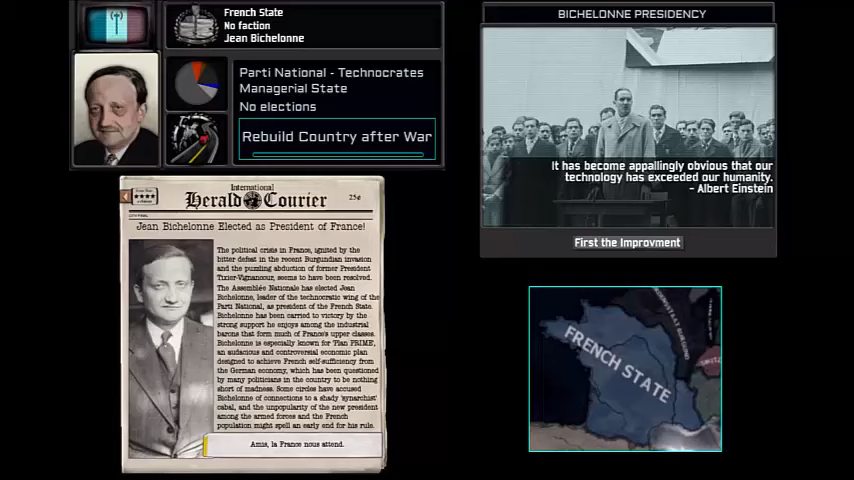 French State
No faction
Jean Bichelonne
Parti National - Technocrates
Managerial State
No elections
Rebuild Country after War
BICHELONNE PRESIDENCY
It has become appallingly obvious that our
technology has exceeded our humanity.
- Albert Einstein
First the Improvment
International
Herald Courier
25¢
Jean Bichelonne Elected as President of France!
The political crisis in France, ignited by the
bitter defeat in the recent Burgundian invasion
and the puzzling abduction of former President
Tixier-Vignancour, seems to have been resolved.
The Assemblée Nationale has elected Jean
Bichelonne, leader of the technocratic wing of the
Parti National, as president of the French State.
Bichelonne has been carried to victory by the
strong support he enjoys among the industrial
barons that form much of France's upper classes.
Bichelonne is especially known for 'Plan PRIME',
an audacious and controversial economic plan
designed to achieve French self-sufficiency from
the German economy, which has been questioned
by many politicians in the country to be nothing
short of madness. Some circles have accused
Bichelonne of connections to a shady 'synarchist'
cabal, and the unpopularity of the new president
among the armed forces and the French
population might spell an early end for his rule.
Amis, la France nous attend.
FRENCH STATE